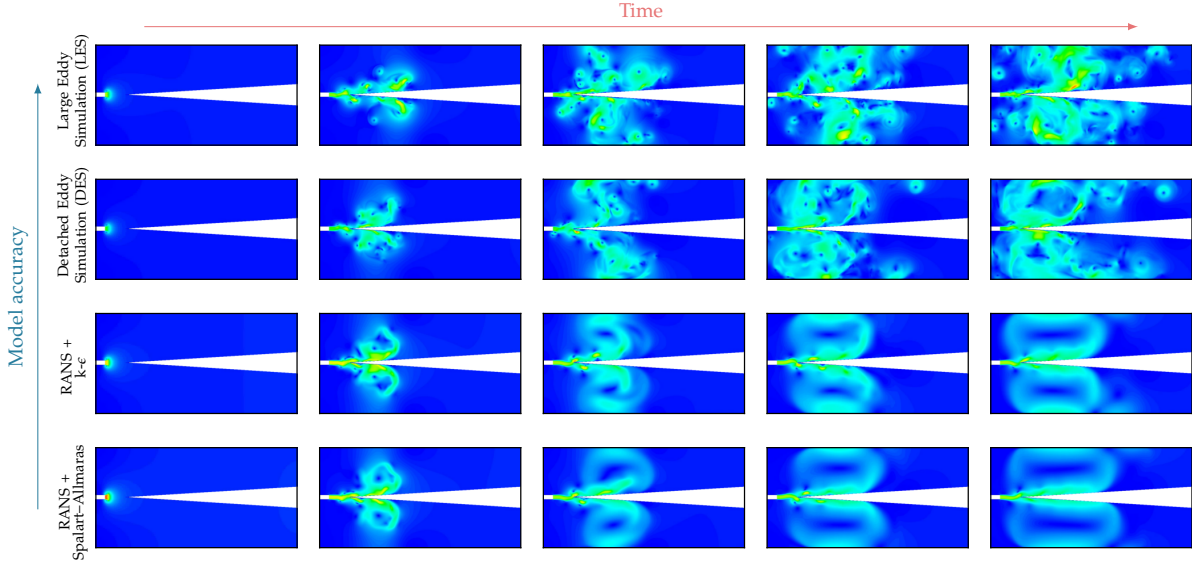 Time
Model accuracy
Large Eddy
Simulation (LES)
Detached Eddy
Simulation (DES)
RANS +
k-ϵ
RANS +
Spalart–Allmaras